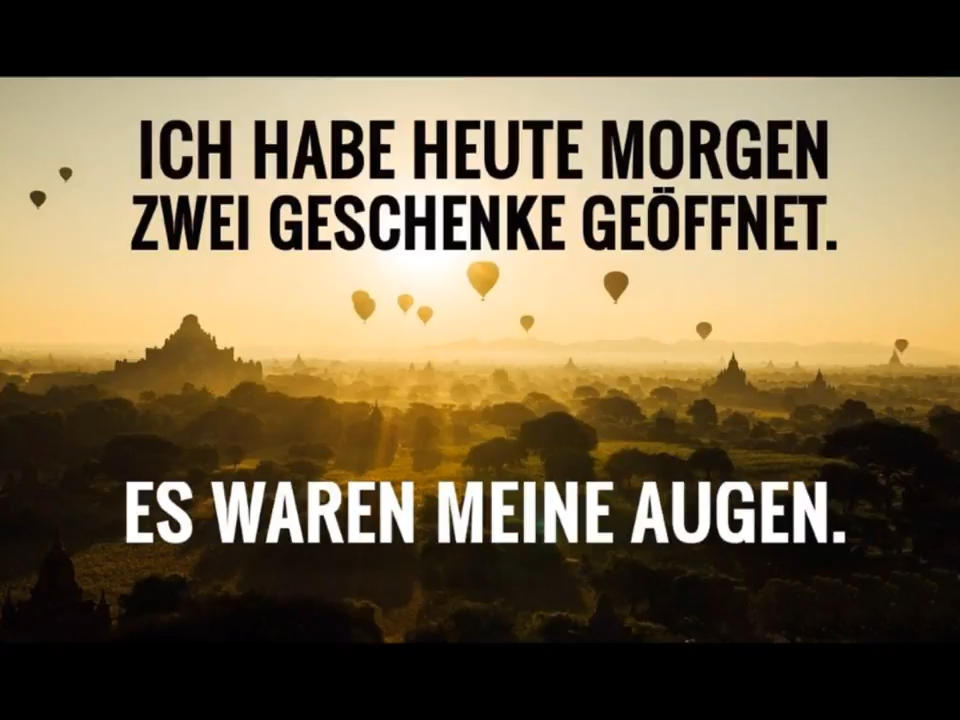 ICH HABE HEUTE MORGEN
ZWEI GESCHENKE GEÖFFNET.
ES WAREN MEINE AUGEN.